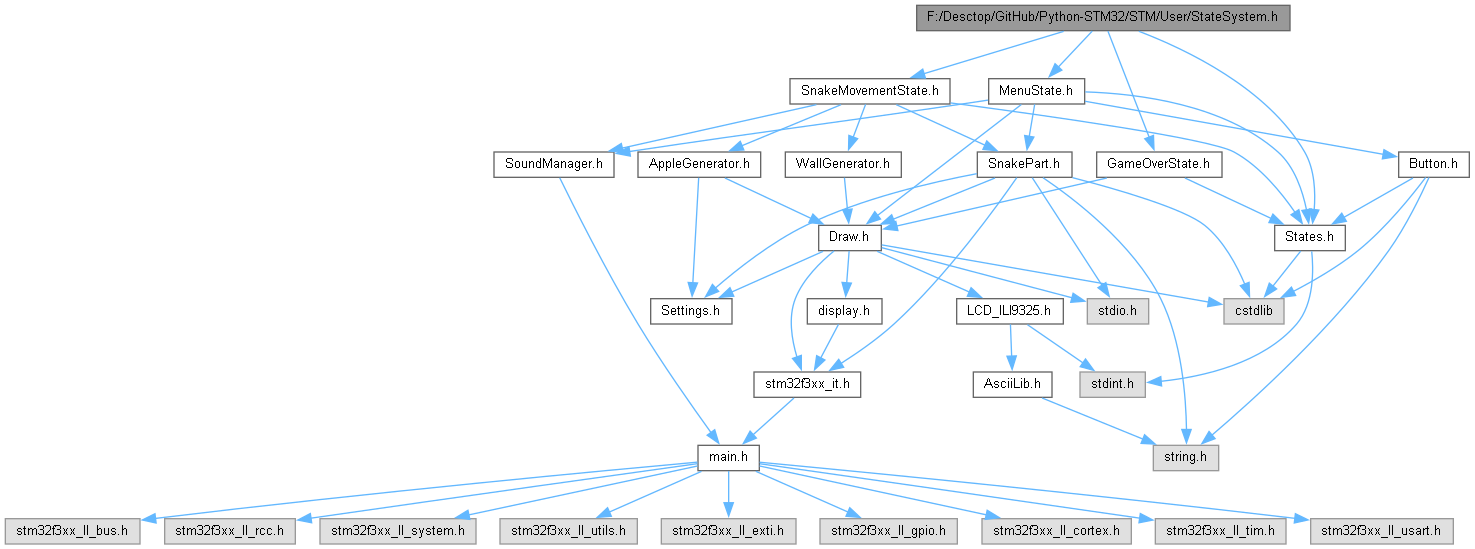 F:/Desctop/GitHub/Python-STM32/STM/User/StateSystem.h
SnakeMovementState.h
MenuState.h
SoundManager.h
AppleGenerator.h
WallGenerator.h
SnakePart.h
GameOverState.h
Button.h
Draw.h
States.h
Settings.h
display.h
LCD_ILI9325.h
stdio.h
cstdlib
stm32f3xx_it.h
AsciiLib.h
stdint.h
main.h
string.h
stm32f3xx_ll_bus.h
stm32f3xx_ll_rcc.h
stm32f3xx_ll_system.h
stm32f3xx_ll_utils.h
stm32f3xx_ll_exti.h
stm32f3xx_ll_gpio.h
stm32f3xx_ll_cortex.h
stm32f3xx_ll_tim.h
stm32f3xx_ll_usart.h